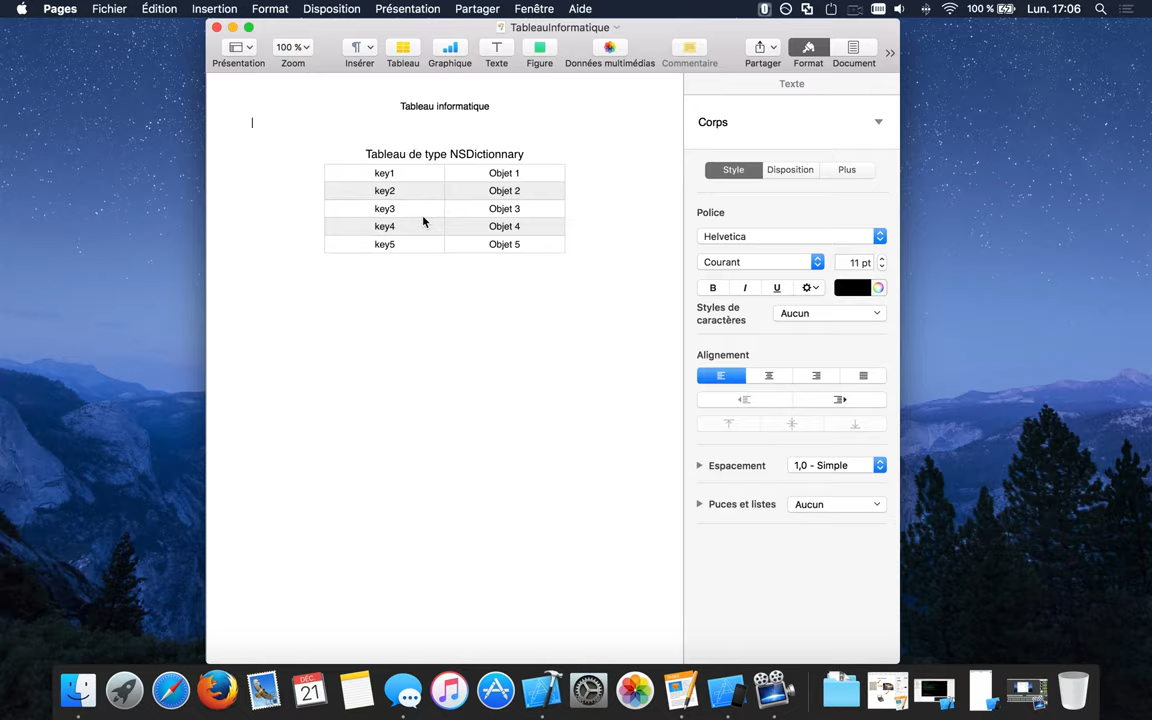 Pages Fichier Édition Insertion Format Disposition Présentation Partager Fenêtre Aide 100 % Lun. 17:06
TableauInformatique
100 %
Présentation Zoom Insérer Tableau Graphique Texte Figure Données multimédias Commentaire Partager Format Document
Texte
Tableau informatique
Corps
Tableau de type NSDictionnary
key1 Objet 1
key2 Objet 2
key3 Objet 3
key4 Objet 4
key5 Objet 5
Style Disposition Plus
Police
Helvetica
Courant 11 pt
B I U
Styles de
caractères Aucun
Alignement
Espacement 1,0 - Simple
Puces et listes Aucun
DÉC.
21